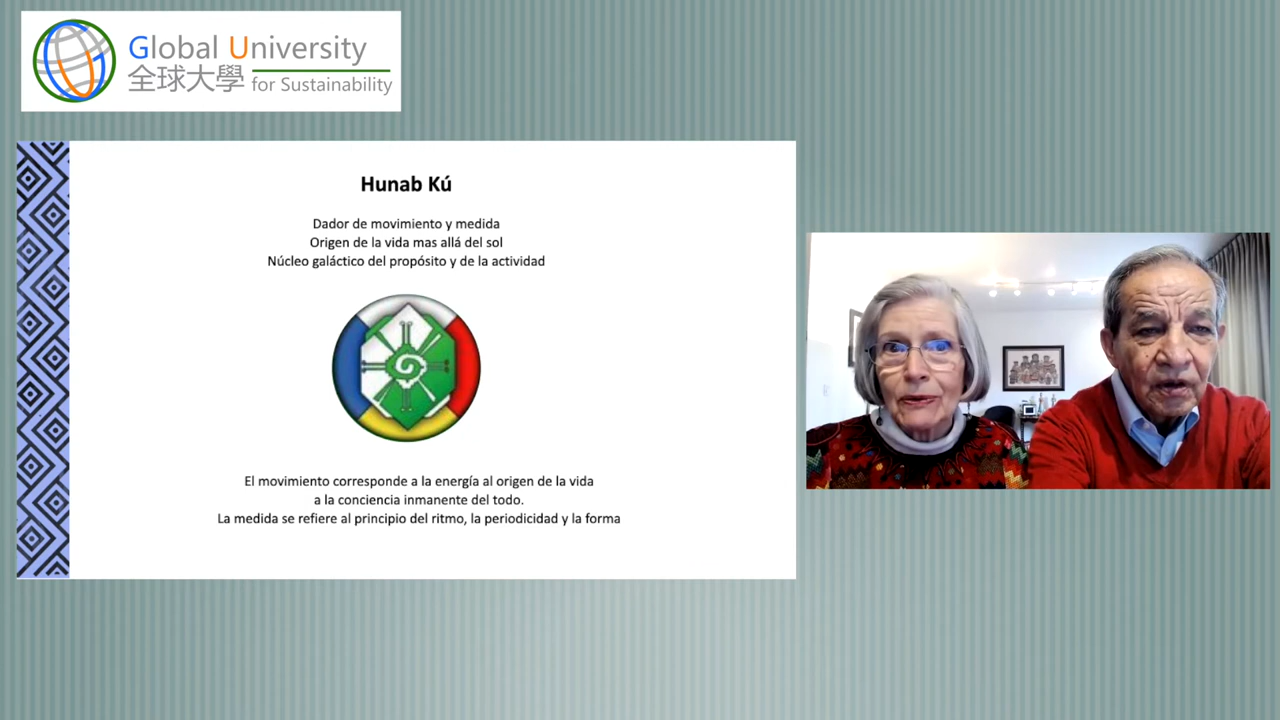 Global University
全球大學 for Sustainability
Hunab Kú
Dador de movimiento y medida
Origen de la vida mas allá del sol
Núcleo galáctico del propósito y de la actividad
El movimiento corresponde a la energía al origen de la vida
a la conciencia inmanente del todo.
La medida se refiere al principio del ritmo, la periodicidad y la forma